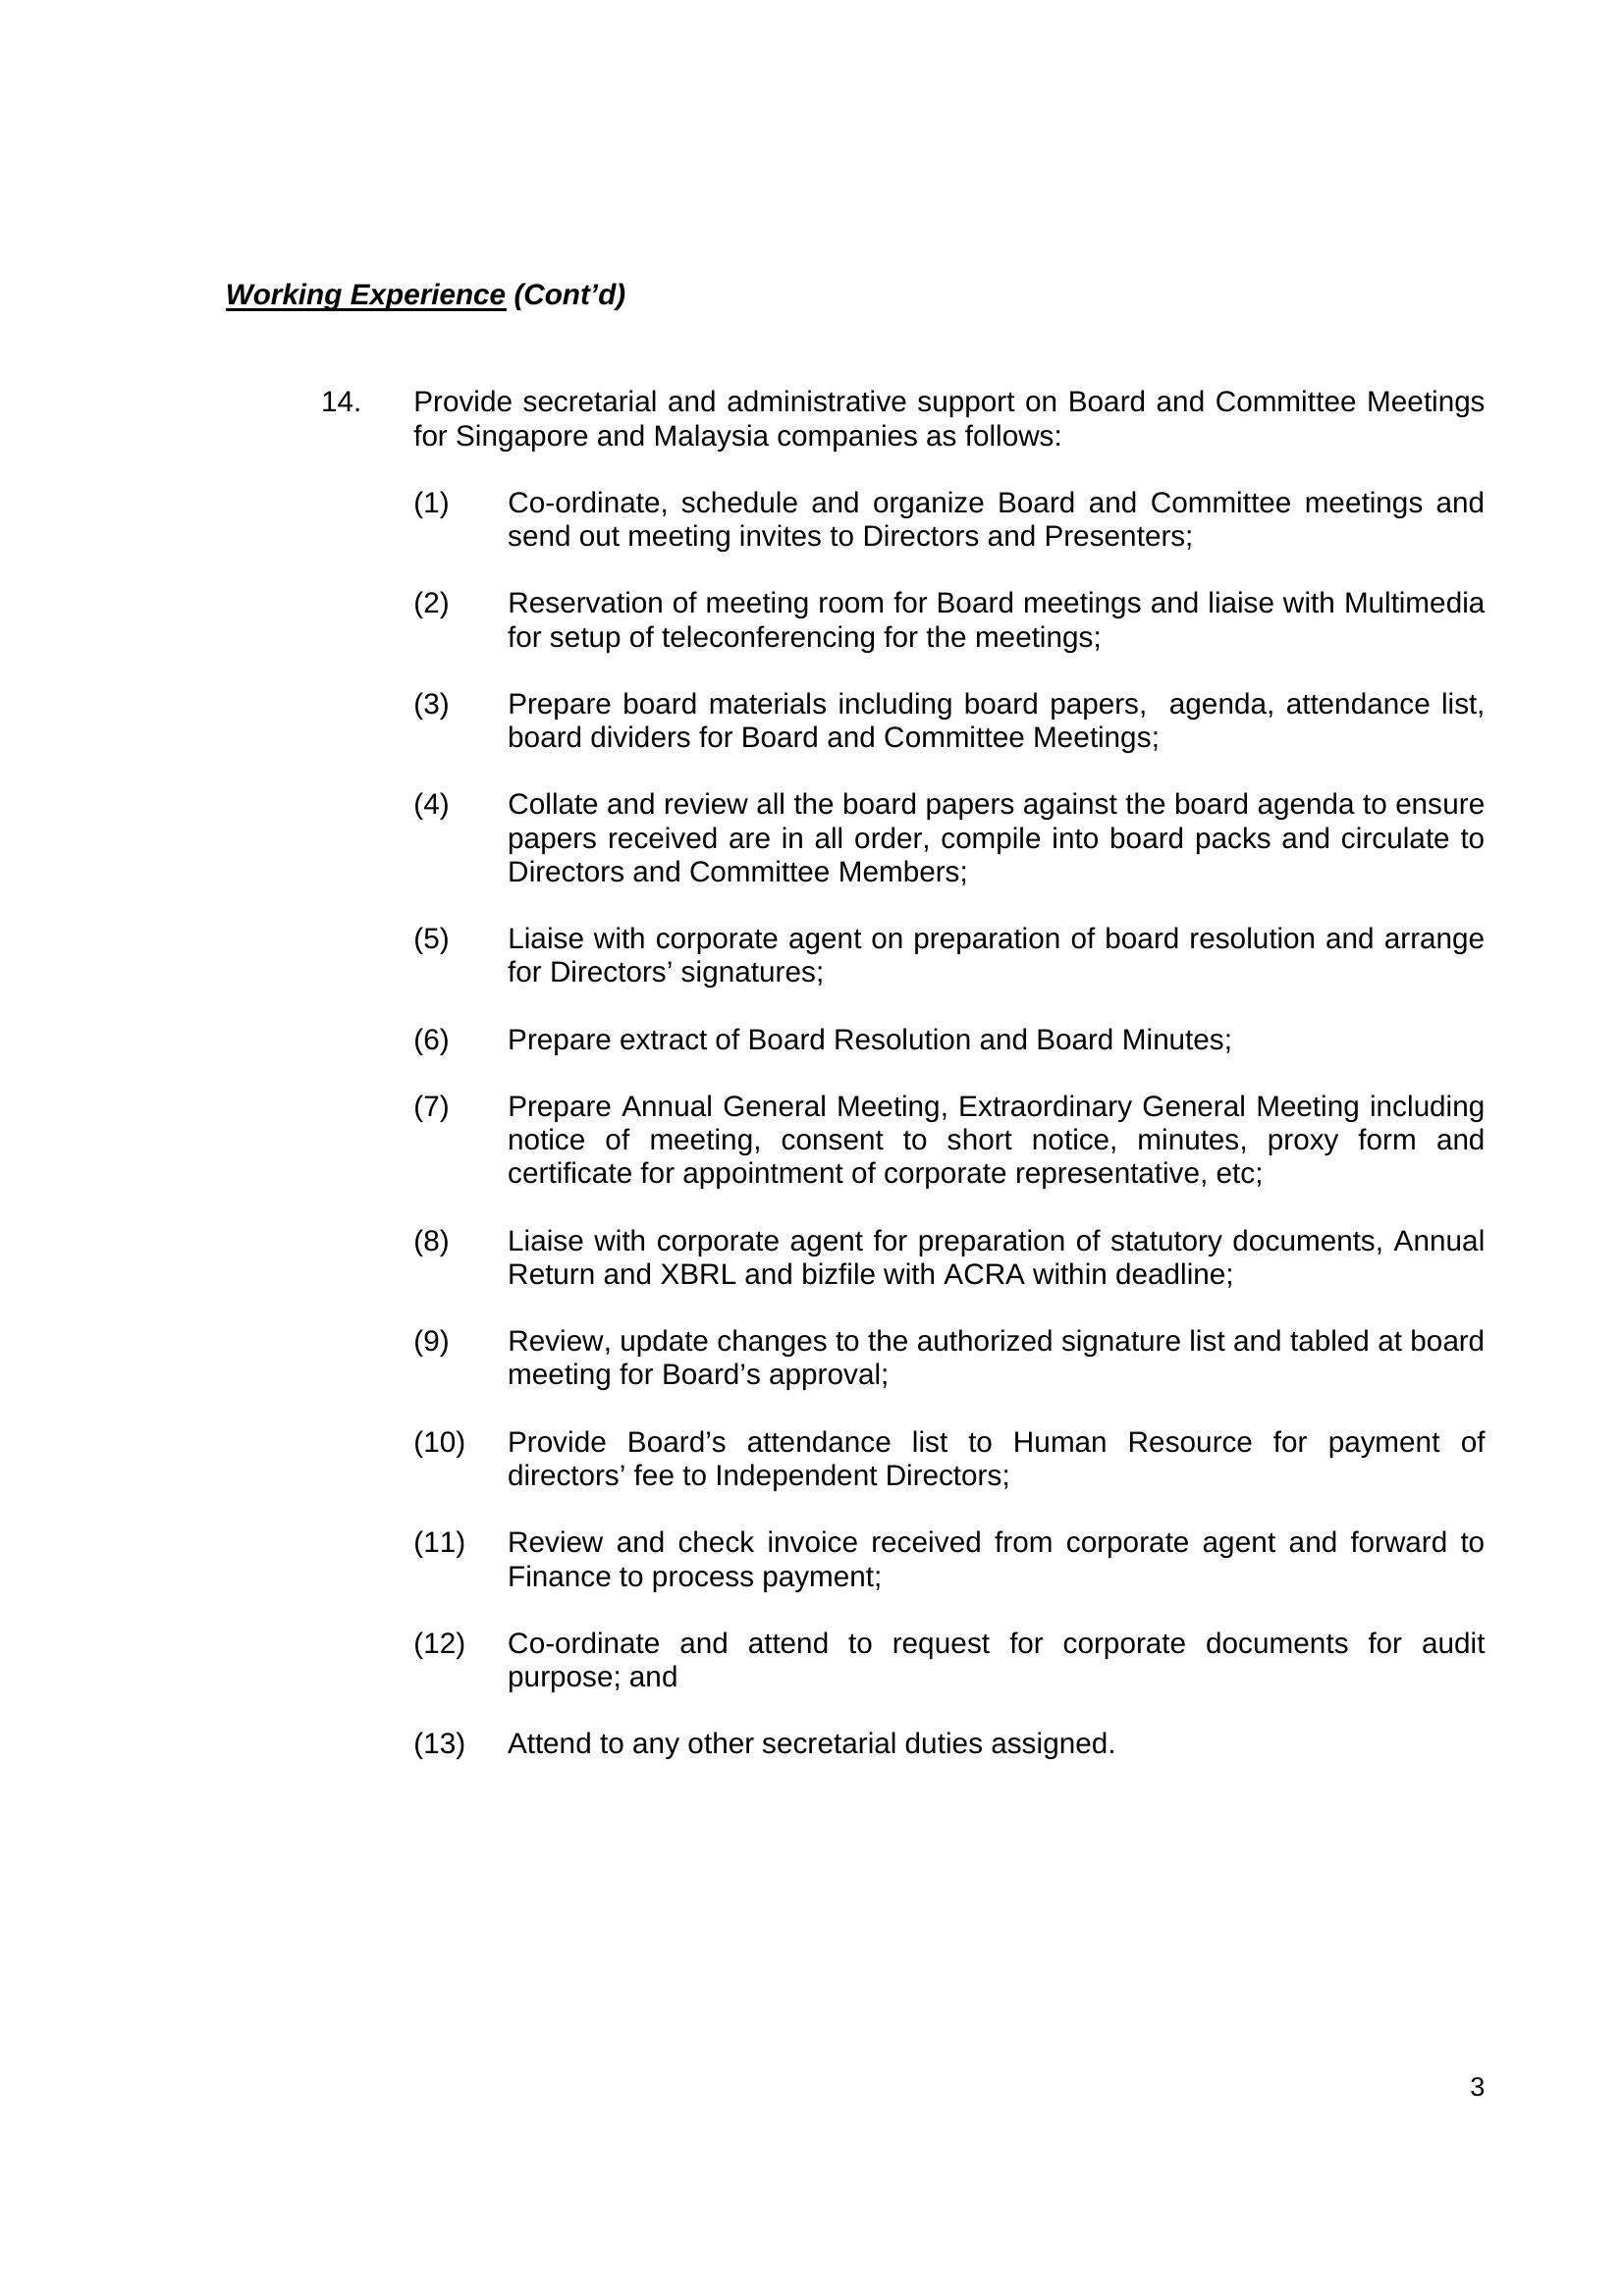 Working Experience (Cont’d)
14. Provide secretarial and administrative support on Board and Committee Meetings
for Singapore and Malaysia companies as follows:
(1) Co-ordinate, schedule and organize Board and Committee meetings and
send out meeting invites to Directors and Presenters;
(2) Reservation of meeting room for Board meetings and liaise with Multimedia
for setup of teleconferencing for the meetings;
(3) Prepare board materials including board papers,  agenda, attendance list,
board dividers for Board and Committee Meetings;
(4) Collate and review all the board papers against the board agenda to ensure
papers received are in all order, compile into board packs and circulate to
Directors and Committee Members;
(5) Liaise with corporate agent on preparation of board resolution and arrange
for Directors’ signatures;
(6) Prepare extract of Board Resolution and Board Minutes;
(7) Prepare Annual General Meeting, Extraordinary General Meeting including
notice of meeting, consent to short notice, minutes, proxy form and
certificate for appointment of corporate representative, etc;
(8) Liaise with corporate agent for preparation of statutory documents, Annual
Return and XBRL and bizfile with ACRA within deadline;
(9) Review, update changes to the authorized signature list and tabled at board
meeting for Board’s approval;
(10) Provide Board’s attendance list to Human Resource for payment of
directors’ fee to Independent Directors;
(11) Review and check invoice received from corporate agent and forward to
Finance to process payment;
(12) Co-ordinate and attend to request for corporate documents for audit
purpose; and
(13) Attend to any other secretarial duties assigned.
3